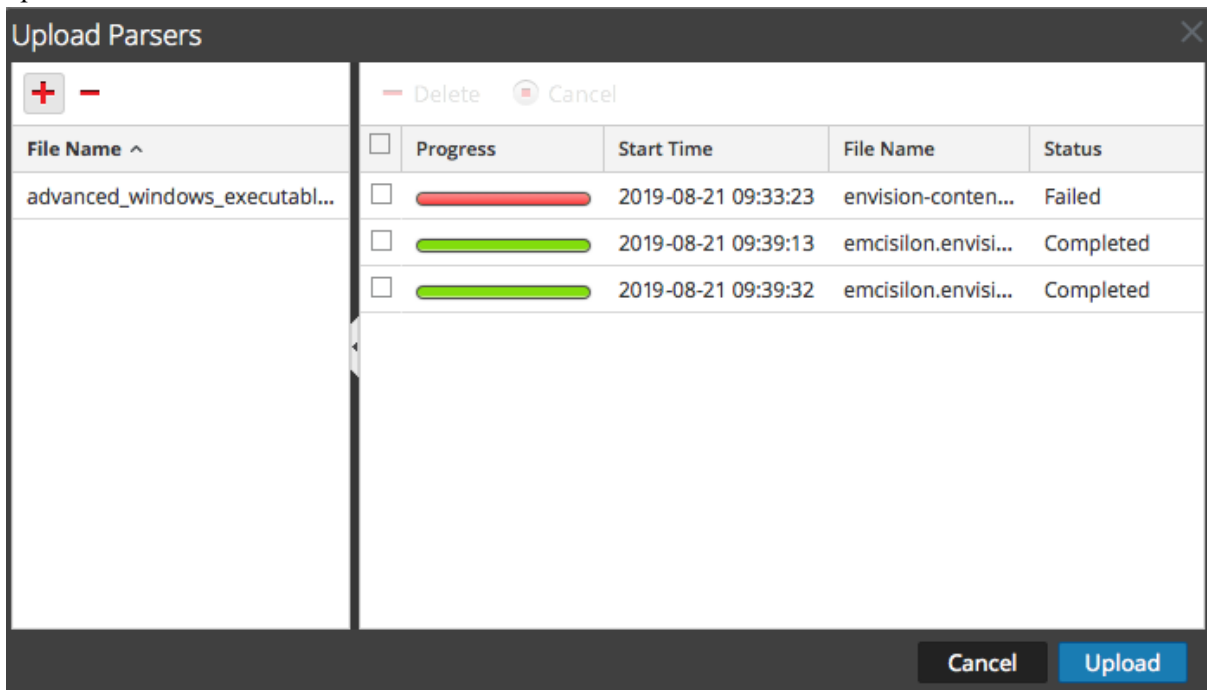 Upload Parsers
Delete Cancel
File Name Progress Start Time File Name Status
advanced_windows_executabl... 2019-08-21 09:33:23 envision-conten... Failed
2019-08-21 09:39:13 emcisilon.envisi... Completed
2019-08-21 09:39:32 emcisilon.envisi... Completed
Cancel Upload